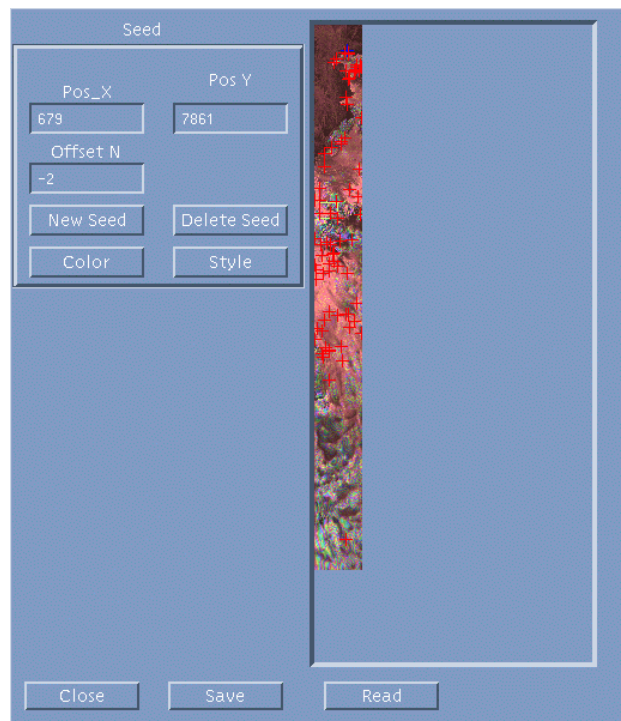 Seed
Pos_X Pos Y
679 7861
Offset N
-2
New Seed Delete Seed
Color Style
Close Save Read